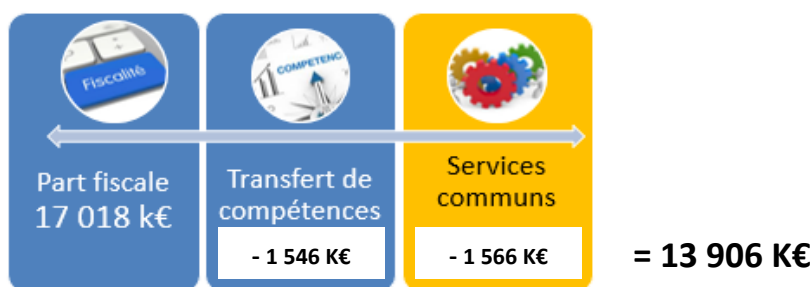 Fiscalité
COMPETENC
Part fiscale
17 018 k€
Transfert de
compétences
- 1 546 K€
Services
communs
- 1 566 K€
= 13 906 K€